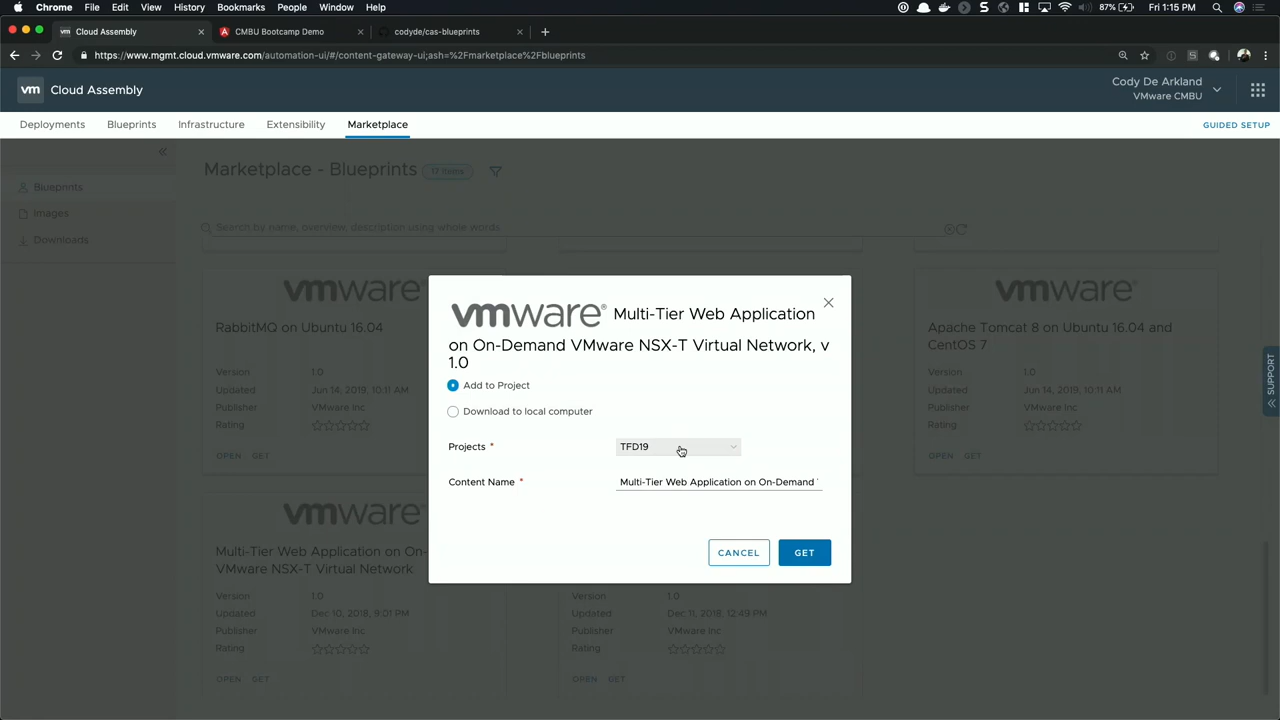 Chrome File Edit View History Bookmarks People Window Help 87% Fri 1:15 PM
Cloud Assembly CMBU Bootcamp Demo codyde/cas-blueprints
https://www.mgmt.cloud.vmware.com/automation-ui/#/content-gateway-ui;ash=%2Fmarketplace%2Fblueprints
vm Cloud Assembly
Cody De Arkland
VMware CMBU
Deployments Blueprints Infrastructure Extensibility Marketplace GUIDED SETUP
Marketplace - Blueprints 17 items
Blueprints
Images
Downloads
Search by name, overview, description using whole words
vmware
RabbitMQ on Ubuntu 16.04
Version 1.0
Updated Jun 14, 2019, 10:11 AM
Publisher VMware Inc
Rating
OPEN GET
vmware®
Apache Tomcat 8 on Ubuntu 16.04 and
CentOS 7
Version 1.0
Updated Jun 14, 2019, 10:11 AM
Publisher VMware Inc
Rating
OPEN GET
vmware
Multi-Tier Web Application on On-
VMware NSX-T Virtual Network
Version 1.0
Updated Dec 10, 2018, 9:01 PM
Publisher VMware Inc
Rating
OPEN GET
Version 1.0
Updated Dec 11, 2018, 12:49 PM
Publisher VMware Inc
Rating
OPEN GET
vmware® Multi-Tier Web Application
on On-Demand VMware NSX-T Virtual Network, v
1.0
Add to Project
Download to local computer
Projects * TFD19
Content Name * Multi-Tier Web Application on On-Demand
CANCEL GET
SUPPORT